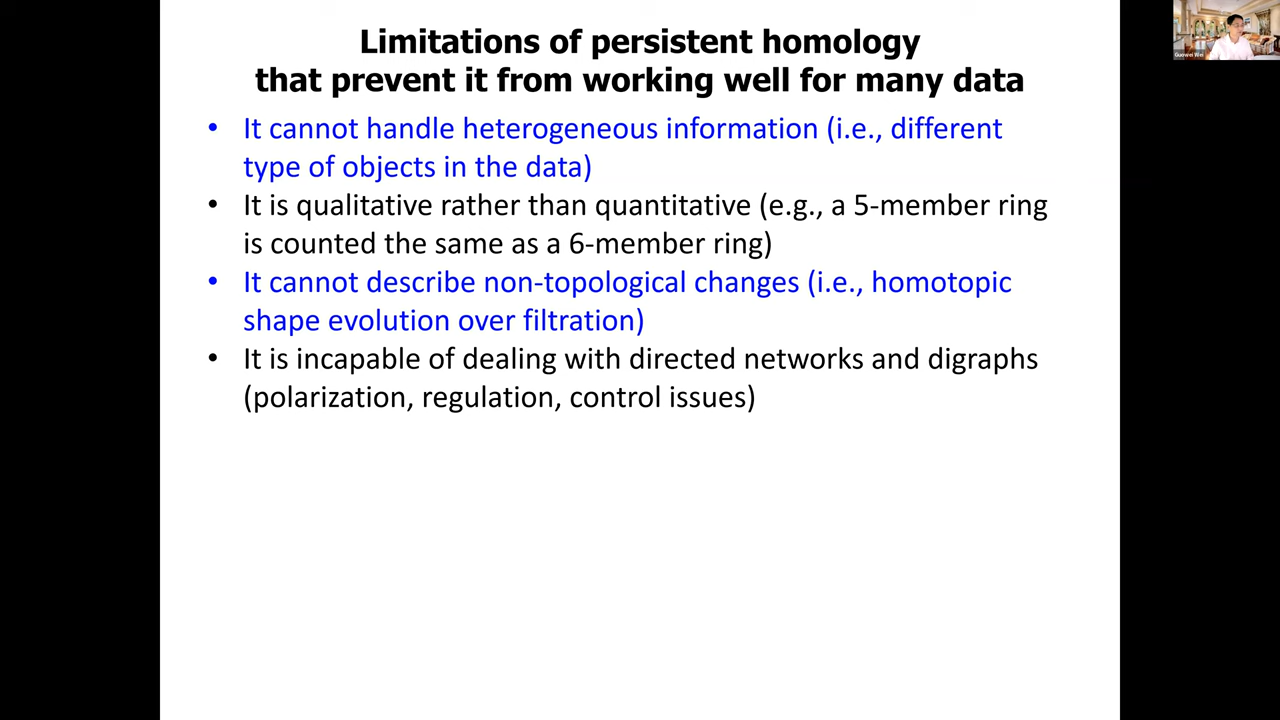 Limitations of persistent homology
that prevent it from working well for many data
• It cannot handle heterogeneous information (i.e., different
type of objects in the data)
• It is qualitative rather than quantitative (e.g., a 5-member ring
is counted the same as a 6-member ring)
• It cannot describe non-topological changes (i.e., homotopic
shape evolution over filtration)
• It is incapable of dealing with directed networks and digraphs
(polarization, regulation, control issues)
Guowei Wei